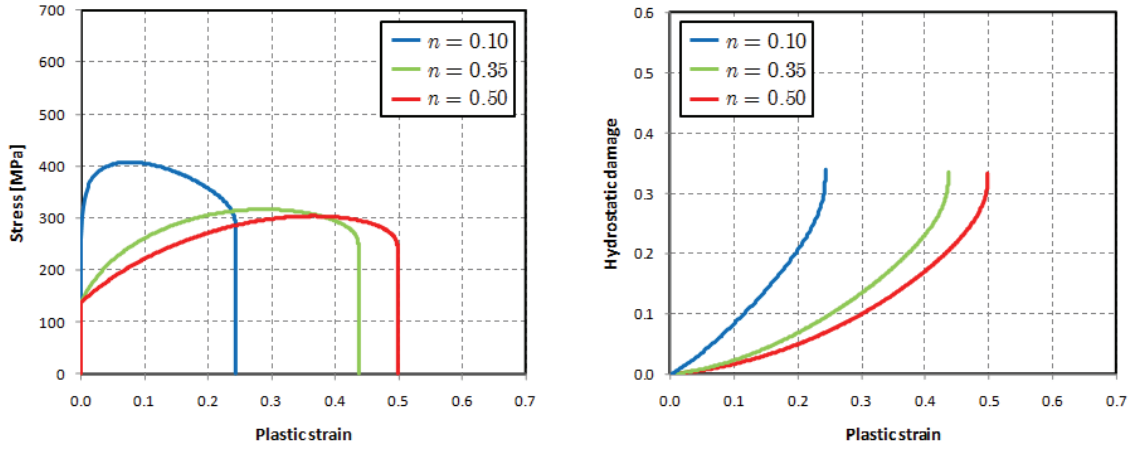 700
600
500
400
300
200
100
0
Stress [MPa]
n = 0.10
n = 0.35
n = 0.50
0.0 0.1 0.2 0.3 0.4 0.5 0.6 0.7
Plastic strain
0.6
0.5
0.4
0.3
0.2
0.1
0.0
Hydrostatic damage
n = 0.10
n = 0.35
n = 0.50
0.0 0.1 0.2 0.3 0.4 0.5 0.6 0.7
Plastic strain